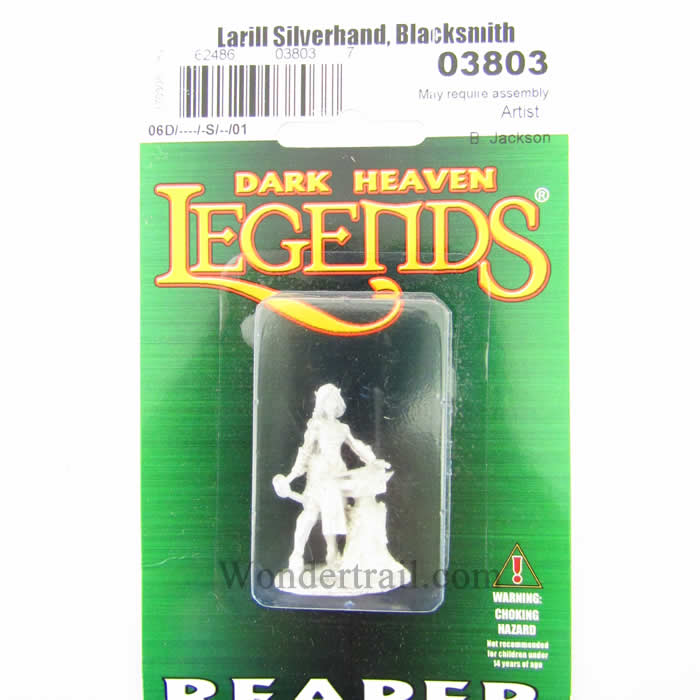 Larill Silverhand, Blacksmith
62486 03803 7
03803
May require assembly
Artist
06D/----/-S/--/01
B Jackson
DARK HEAVEN
LEGENDS®
Wondertrail.com
WARNING:
CHOKING
HAZARD
Not recommended
for children under
14 years of age
REAPER